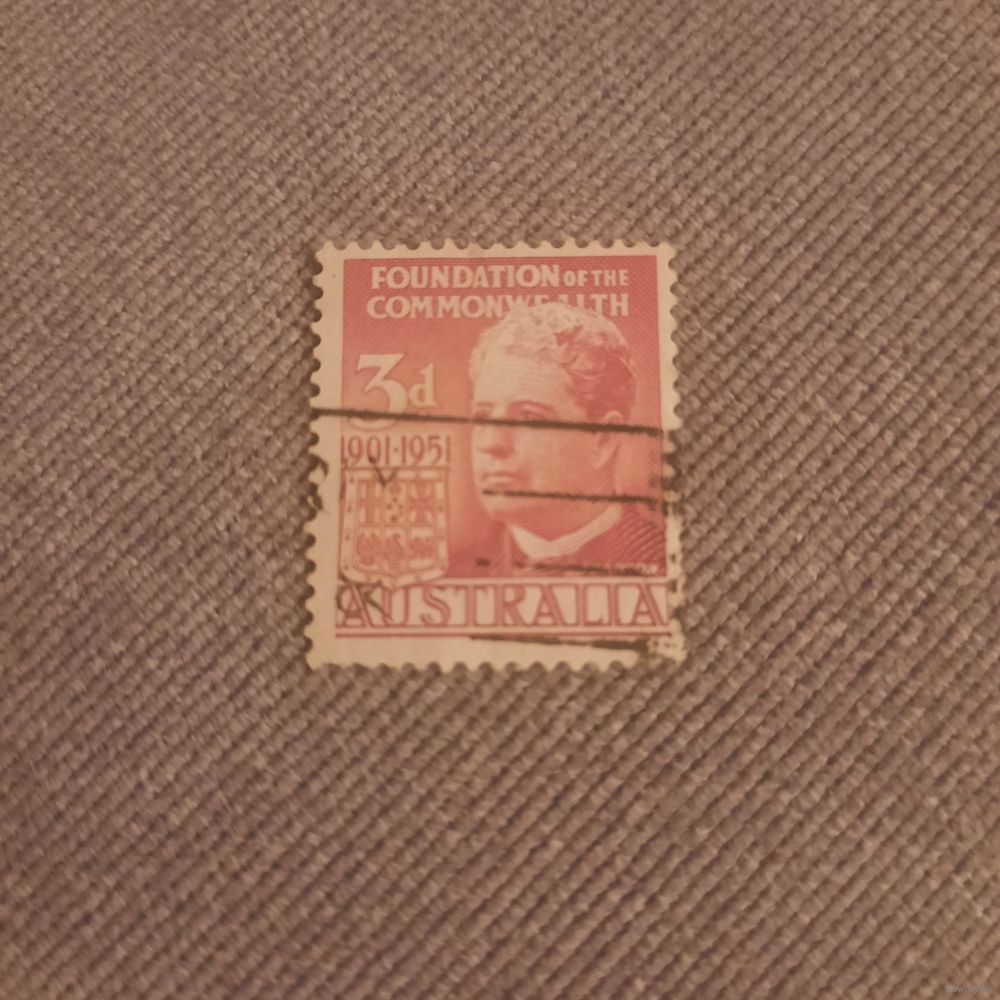 FOUNDATION OF THE
COMMONWEALTH
3d
1901·1951
AUSTRALIA